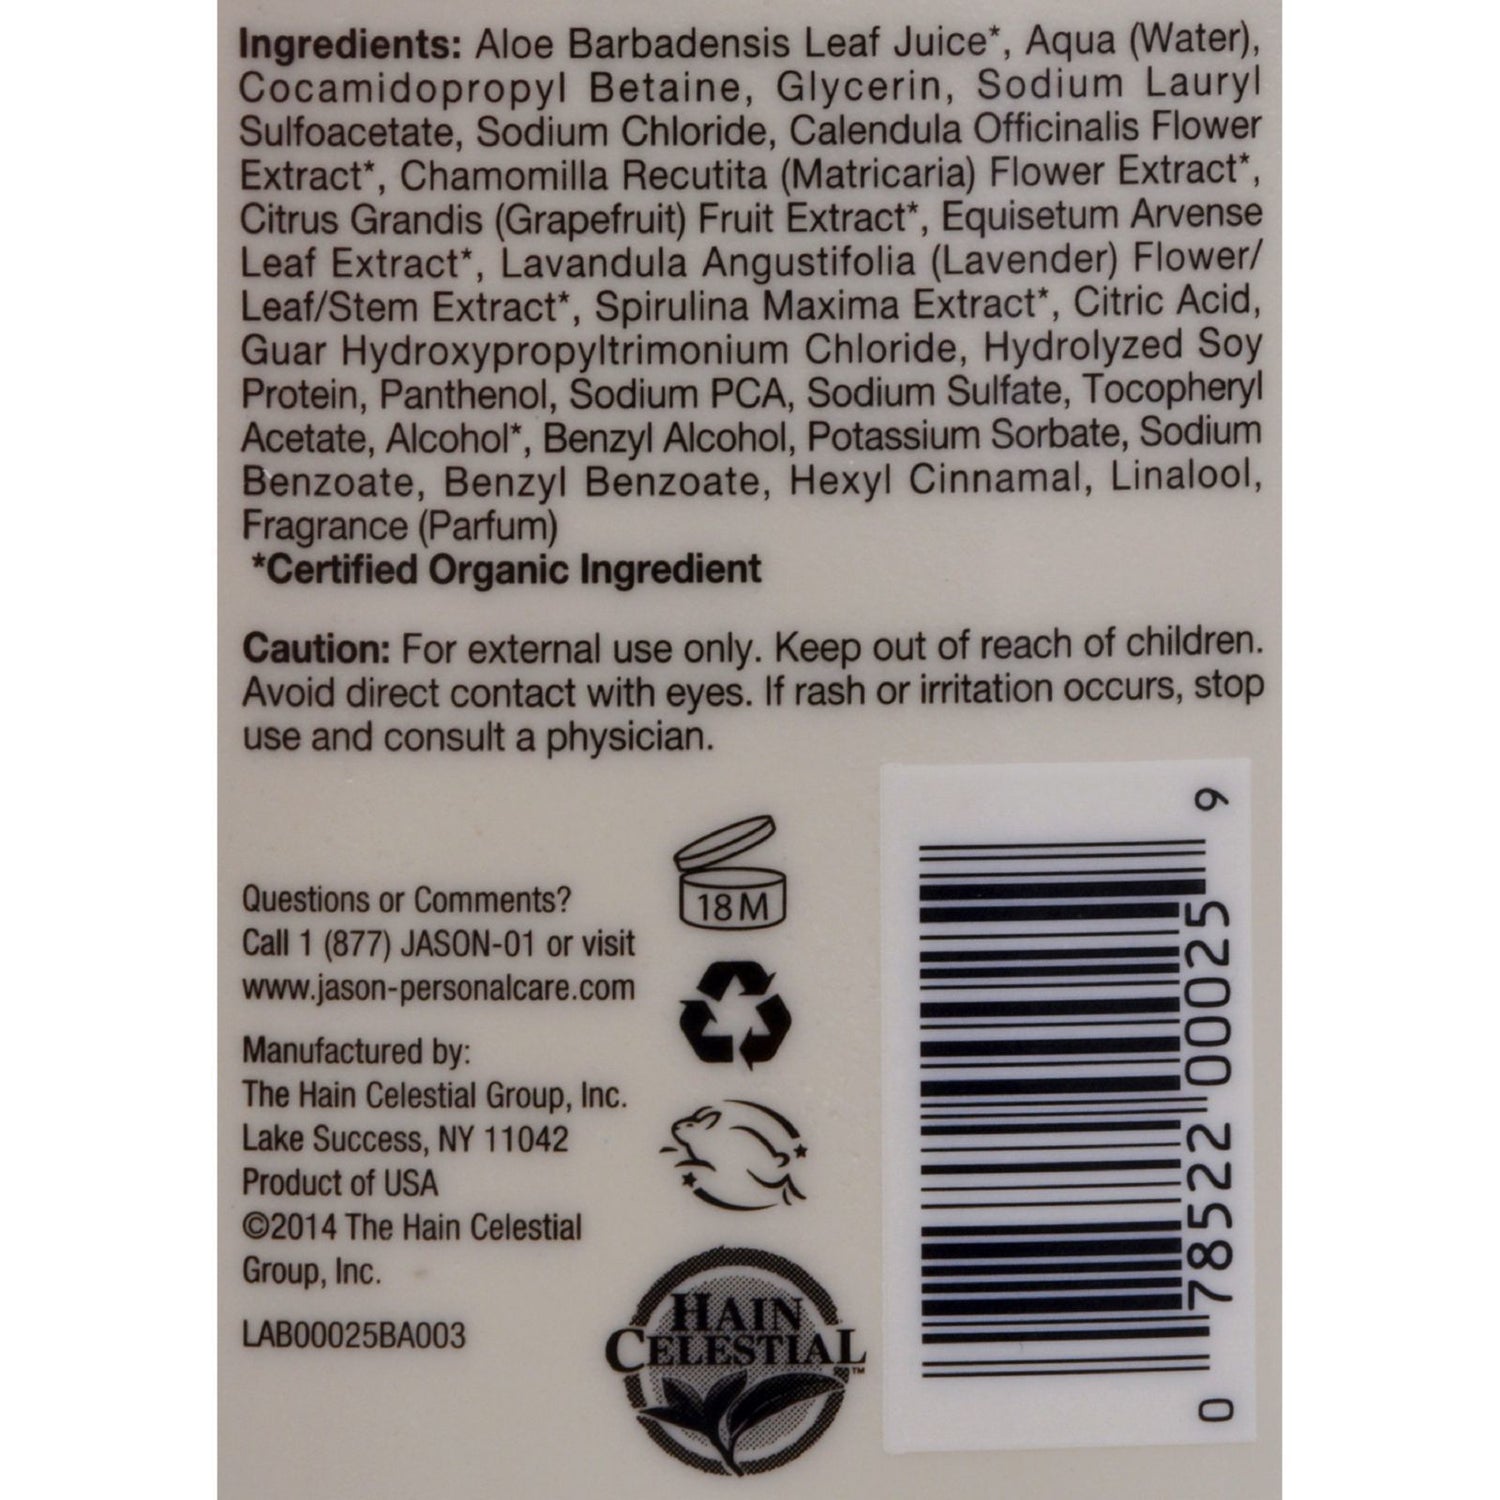 Ingredients: Aloe Barbadensis Leaf Juice*, Aqua (Water),
Cocamidopropyl Betaine, Glycerin, Sodium Lauryl
Sulfoacetate, Sodium Chloride, Calendula Officinalis Flower
Extract*, Chamomilla Recutita (Matricaria) Flower Extract*,
Citrus Grandis (Grapefruit) Fruit Extract*, Equisetum Arvense
Leaf Extract*, Lavandula Angustifolia (Lavender) Flower/
Leaf/Stem Extract*, Spirulina Maxima Extract*, Citric Acid,
Guar Hydroxypropyltrimonium Chloride, Hydrolyzed Soy
Protein, Panthenol, Sodium PCA, Sodium Sulfate, Tocopheryl
Acetate, Alcohol*, Benzyl Alcohol, Potassium Sorbate, Sodium
Benzoate, Benzyl Benzoate, Hexyl Cinnamal, Linalool,
Fragrance (Parfum)
*Certified Organic Ingredient
Caution: For external use only. Keep out of reach of children.
Avoid direct contact with eyes. If rash or irritation occurs, stop
use and consult a physician.
Questions or Comments?
Call 1 (877) JASON-01 or visit
www.jason-personalcare.com
Manufactured by:
The Hain Celestial Group, Inc.
Lake Success, NY 11042
Product of USA
©2014 The Hain Celestial
Group, Inc.
LAB00025BA003
18M
HAIN
CELESTIAL
™
0 78522 00025 9